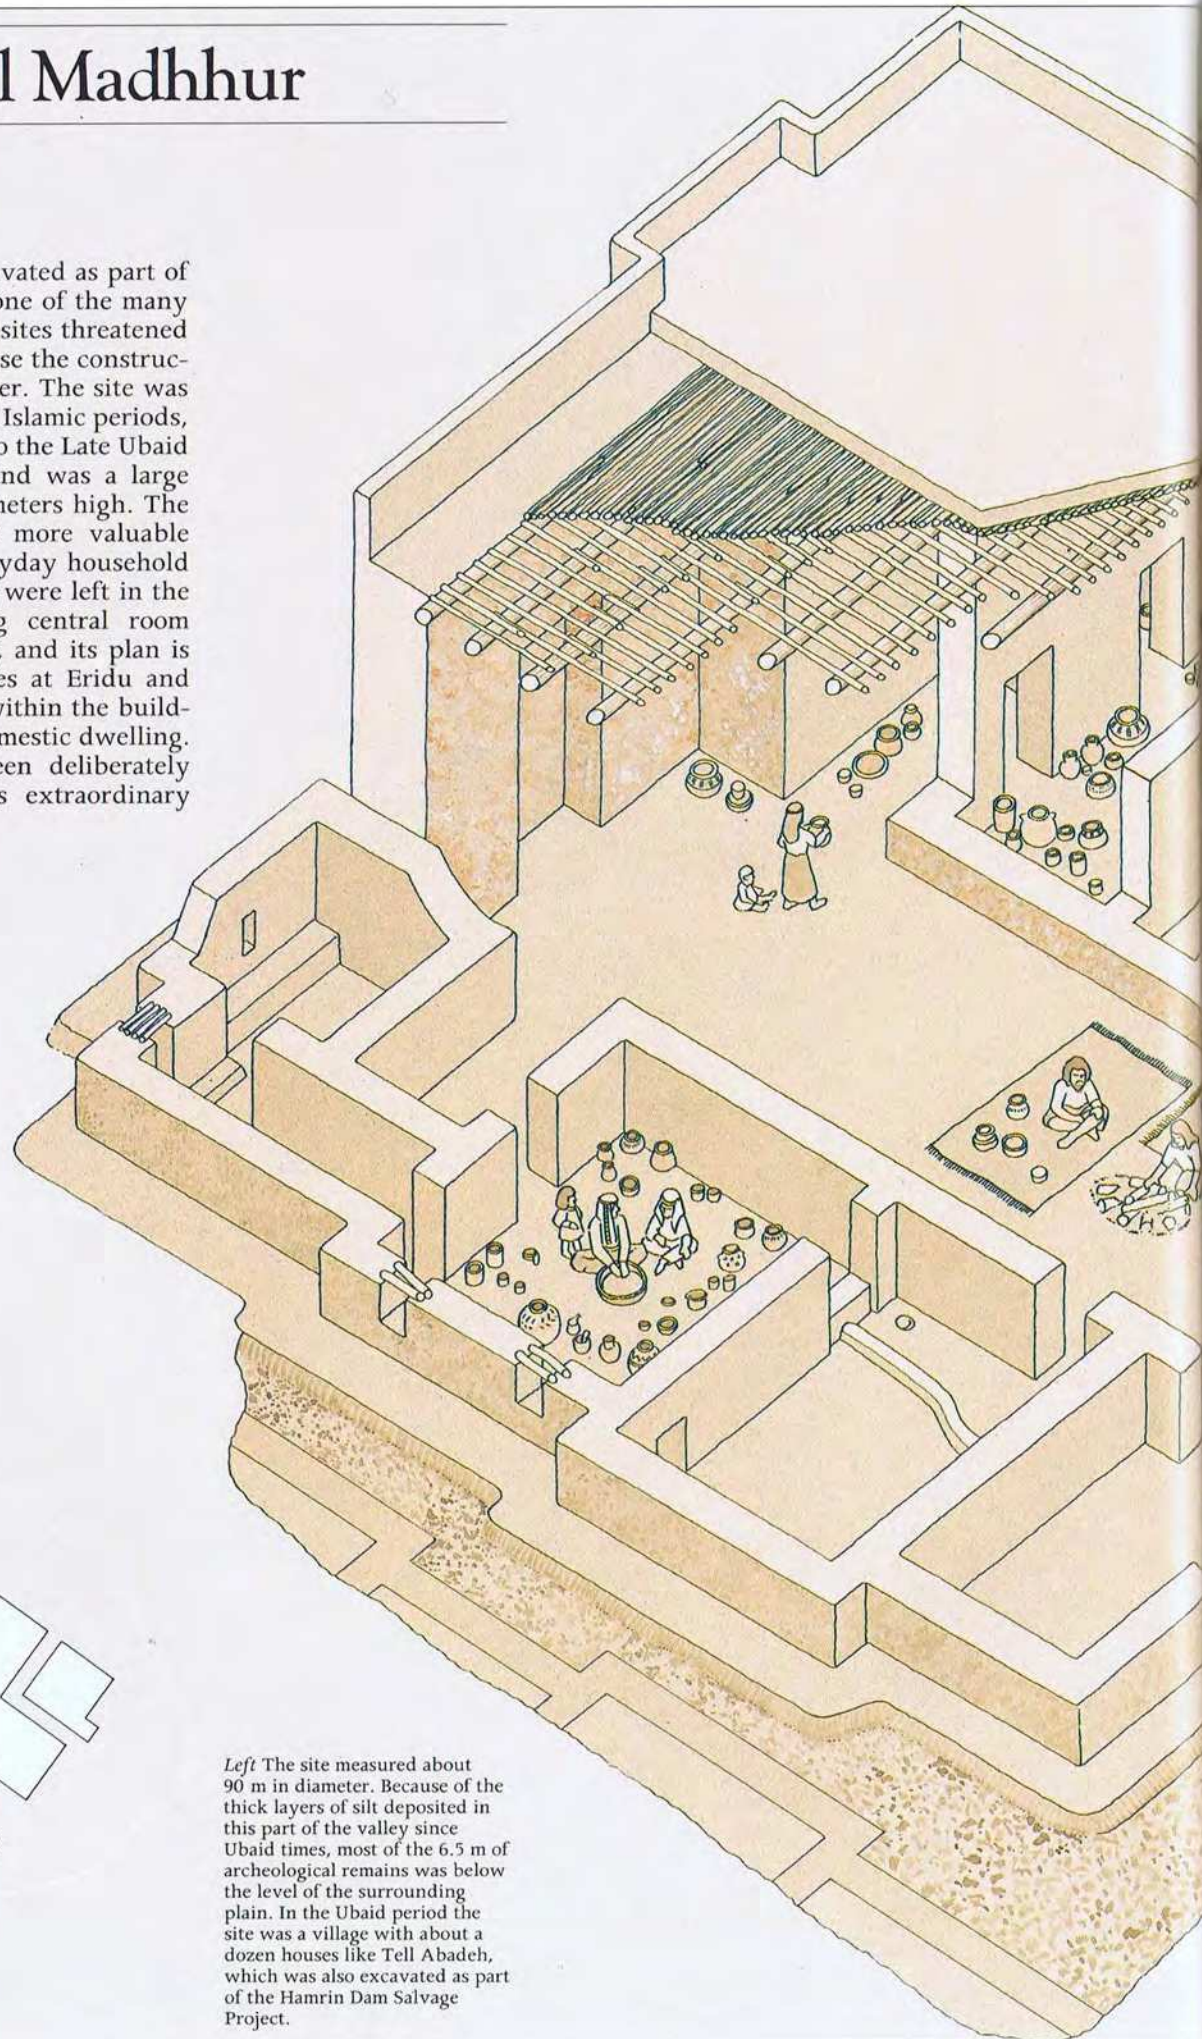 l Madhhur
vated as part of
one of the many
sites threatened
se the construc-
er. The site was
Islamic periods,
o the Late Ubaid
nd was a large
neters high. The
more valuable
yday household
were left in the
g central room
. and its plan is
es at Eridu and
within the build-
mestic dwelling.
een deliberately
s extraordinary
Left The site measured about
90 m in diameter. Because of the
thick layers of silt deposited in
this part of the valley since
Ubaid times, most of the 6.5 m of
archeological remains was below
the level of the surrounding
plain. In the Ubaid period the
site was a village with about a
dozen houses like Tell Abadeh,
which was also excavated as part
of the Hamrin Dam Salvage
Project.